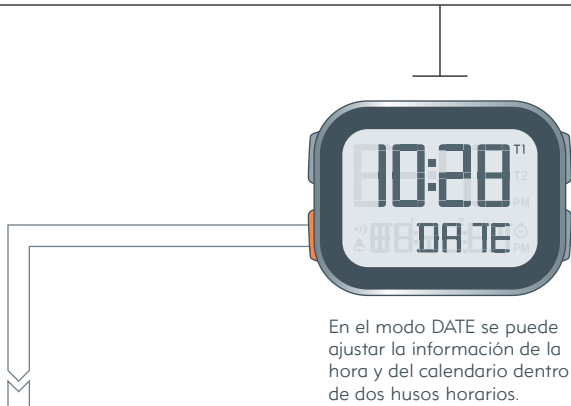 10:28 T1
T2
PM
DATE
PM
En el modo DATE se puede
ajustar la información de la
hora y del calendario dentro
de dos husos horarios.